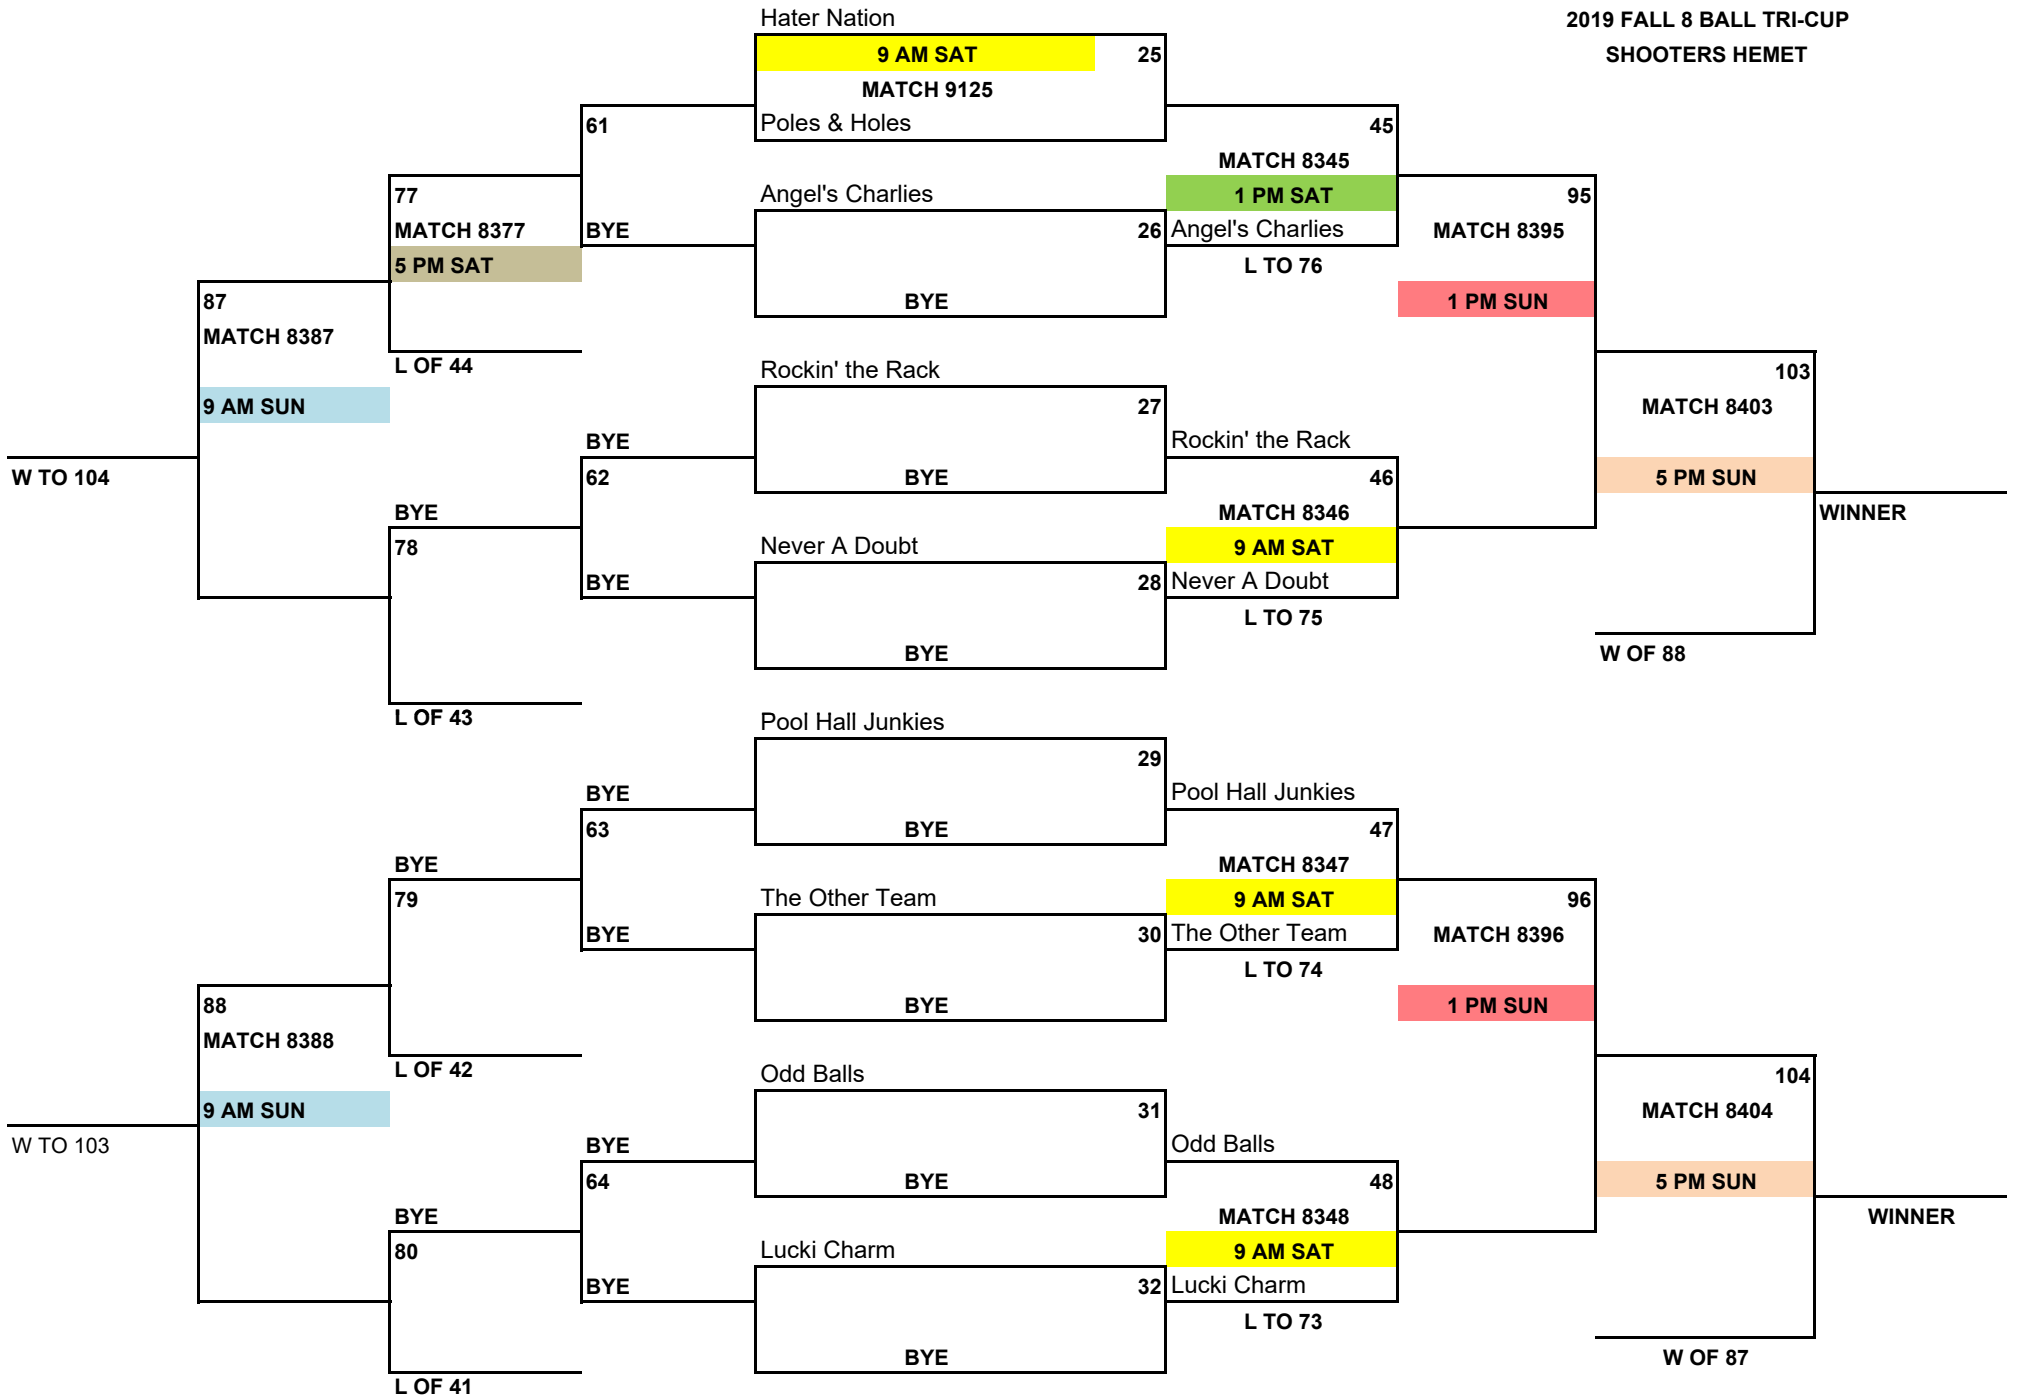 Hater Nation
2019 FALL 8 BALL TRI-CUP
9 AM SAT
25
SHOOTERS HEMET
MATCH 9125
61
Poles & Holes
45
MATCH 8345
77
Angel's Charlies
1 PM SAT
95
MATCH 8377
BYE
26
Angel's Charlies
MATCH 8395
5 PM SAT
L TO 76
87
BYE
1 PM SUN
MATCH 8387
L OF 44
Rockin' the Rack
103
9 AM SUN
27
MATCH 8403
BYE
Rockin' the Rack
W TO 104
62
BYE
46
5 PM SUN
BYE
MATCH 8346
WINNER
78
Never A Doubt
9 AM SAT
BYE
28
Never A Doubt
L TO 75
BYE
W OF 88
L OF 43
Pool Hall Junkies
29
BYE
Pool Hall Junkies
63
BYE
47
BYE
MATCH 8347
79
The Other Team
9 AM SAT
96
BYE
30
The Other Team
MATCH 8396
L TO 74
88
BYE
1 PM SUN
MATCH 8388
L OF 42
Odd Balls
104
9 AM SUN
31
MATCH 8404
W TO 103
BYE
Odd Balls
64
BYE
48
5 PM SUN
BYE
MATCH 8348
WINNER
80
Lucki Charm
9 AM SAT
BYE
32
Lucki Charm
L TO 73
BYE
W OF 87
L OF 41